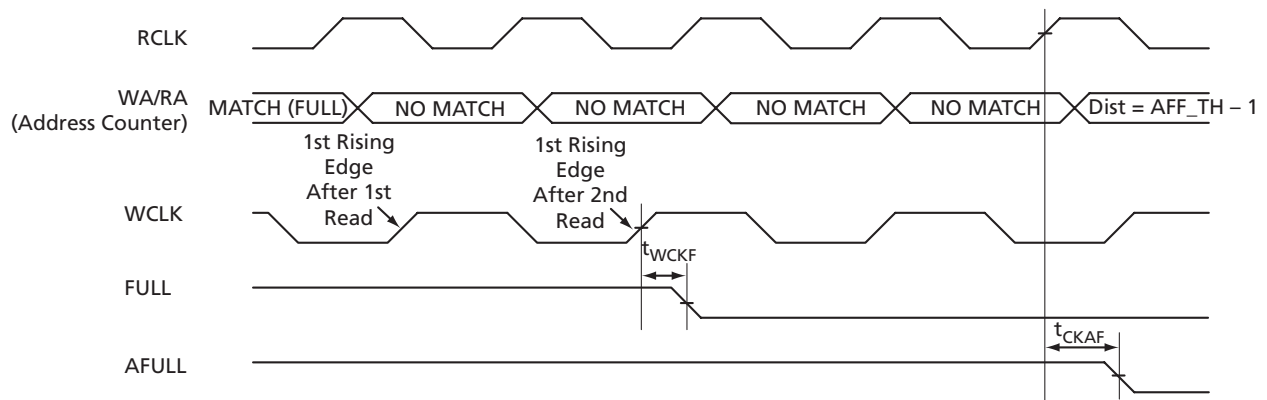 RCLK
WA/RA
(Address Counter)
MATCH (FULL)
NO MATCH
NO MATCH
NO MATCH
NO MATCH
Dist = AFF_TH – 1
1st Rising
Edge
After 1st
Read
1st Rising
Edge
After 2nd
Read
WCLK
tWCKF
FULL
tCKAF
AFULL